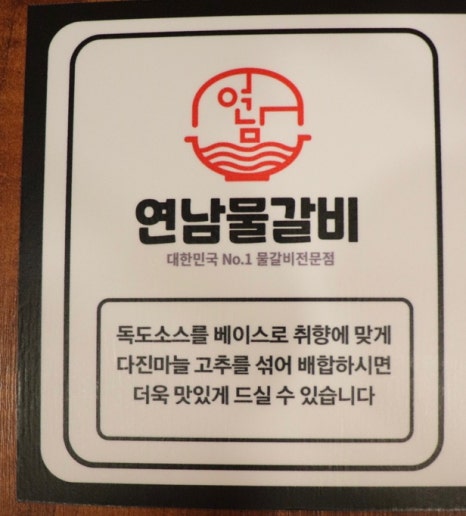 연남
연남물갈비
대한민국 No.1 물갈비전문점
독도소스를 베이스로 취향에 맞게
다진마늘 고추를 섞어 배합하시면
더욱 맛있게 드실 수 있습니다